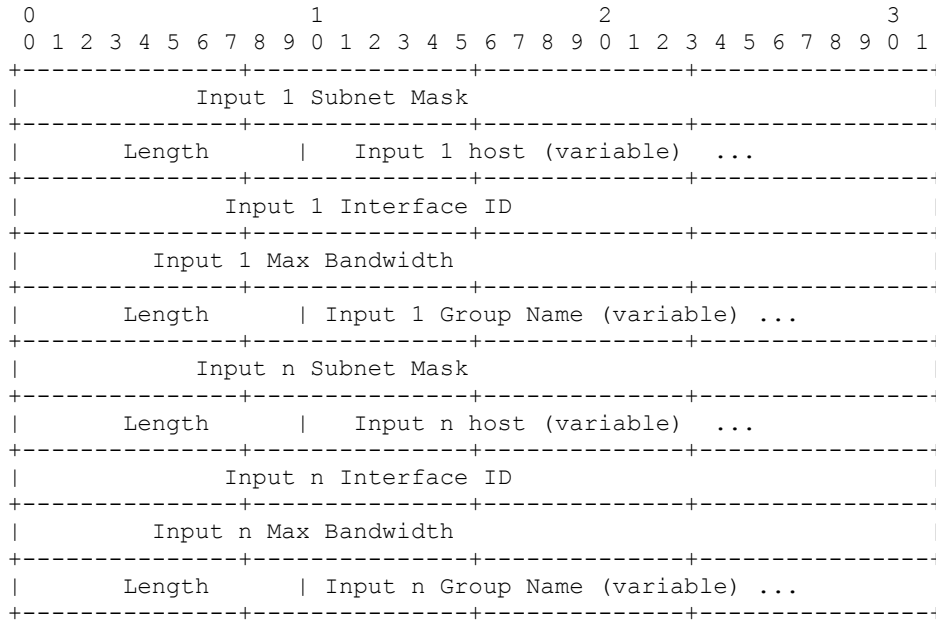 0                   1                   2                   3
0 1 2 3 4 5 6 7 8 9 0 1 2 3 4 5 6 7 8 9 0 1 2 3 4 5 6 7 8 9 0 1
+---------------+---------------+--------------+----------------+
|            Input 1 Subnet Mask                                |
+---------------+---------------+--------------+----------------+
|       Length      |   Input 1 host (variable)  ...
+---------------+---------------+--------------+----------------+
|              Input 1 Interface ID                             |
+---------------+---------------+--------------+----------------+
|         Input 1 Max Bandwidth                                 |
+---------------+---------------+--------------+----------------+
|       Length      | Input 1 Group Name (variable) ...
+---------------+---------------+--------------+----------------+
|            Input n Subnet Mask                                |
+---------------+---------------+--------------+----------------+
|       Length      |   Input n host (variable)  ...
+---------------+---------------+--------------+----------------+
|              Input n Interface ID                             |
+---------------+---------------+--------------+----------------+
|         Input n Max Bandwidth                                 |
+---------------+---------------+--------------+----------------+
|       Length      | Input n Group Name (variable) ...
+---------------+---------------+--------------+----------------+